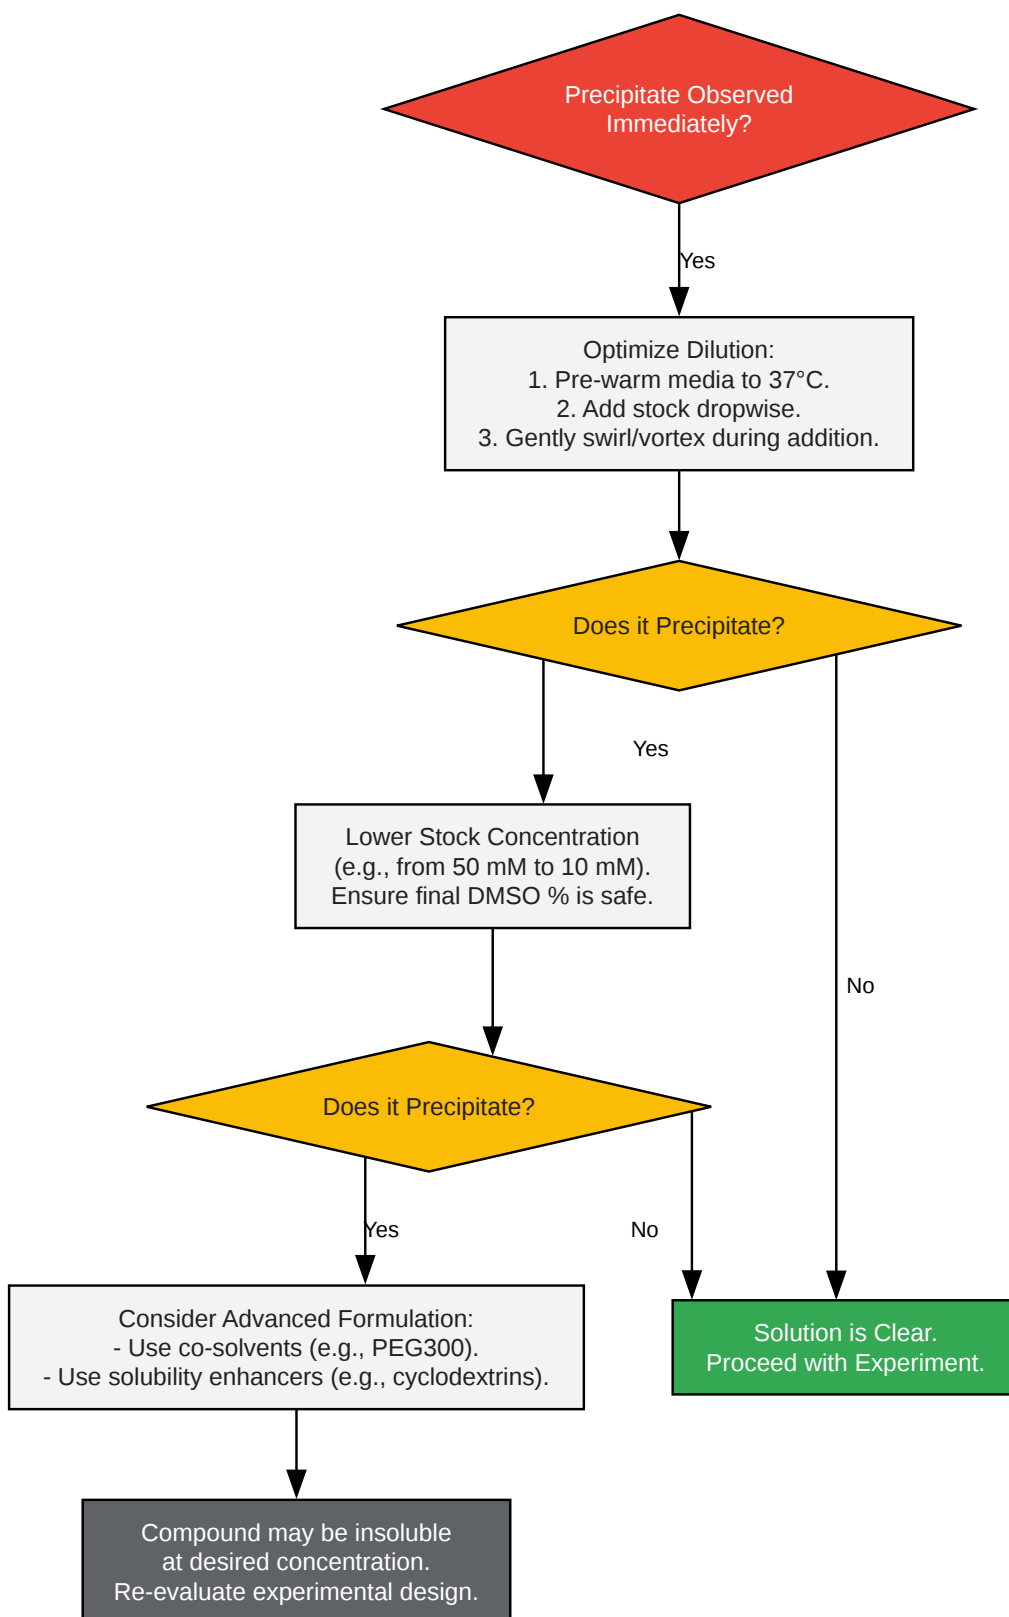 Precipitate Observed
Immediately?
Yes
Optimize Dilution:
1. Pre-warm media to 37°C.
2. Add stock dropwise.
3. Gently swirl/vortex during addition.
Does it Precipitate?
Yes
Lower Stock Concentration
(e.g., from 50 mM to 10 mM).
Ensure final DMSO % is safe.
No
Does it Precipitate?
Yes
No
Consider Advanced Formulation:
- Use co-solvents (e.g., PEG300).
- Use solubility enhancers (e.g., cyclodextrins).
Solution is Clear.
Proceed with Experiment.
Compound may be insoluble
at desired concentration.
Re-evaluate experimental design.